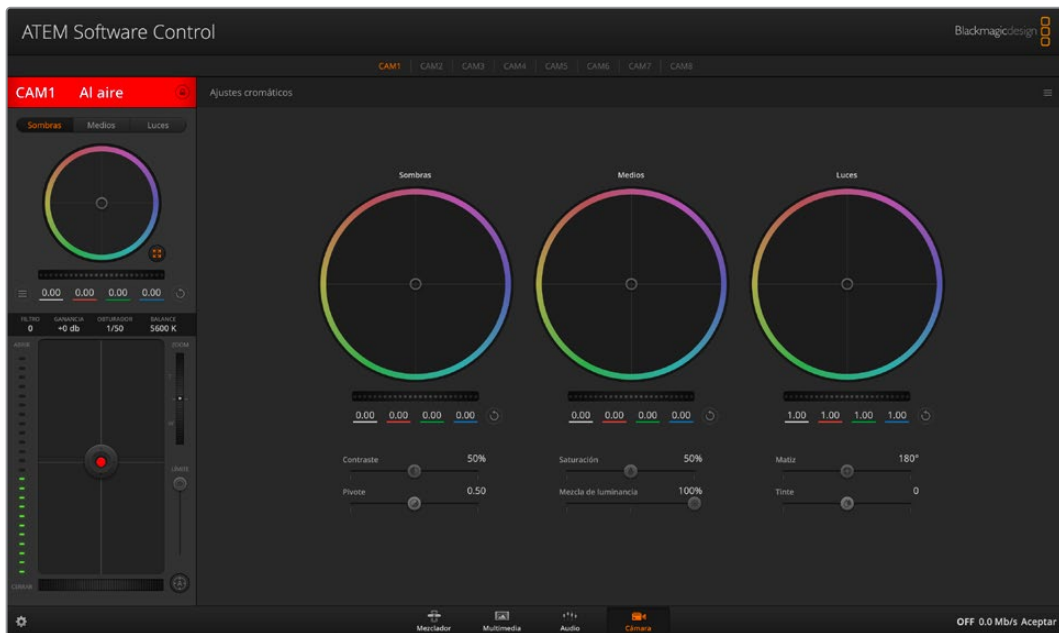 ATEM Software Control
Blackmagicdesign
CAM1 CAM2 CAM3 CAM4 CAM5 CAM6 CAM7 CAM8
CAM1 Al aire
Ajustes cromáticos
Sombras Medios Luces
0.00 0.00 0.00 0.00
FILTRO GANANCIA OBTURADOR BALANCE
0 +0 db 1/50 5600 K
ABRIR ZOOM
LÍMITE
CERRAR
Sombras Medios Luces
0.00 0.00 0.00 0.00 0.00 0.00 0.00 0.00 1.00 1.00 1.00 1.00
Contraste 50% Saturación 50% Matiz 180°
Pivote 0.50 Mezcla de luminancia 100% Tinte 0
Mezclador Multimedia Audio Cámara
OFF 0.0 Mb/s Aceptar